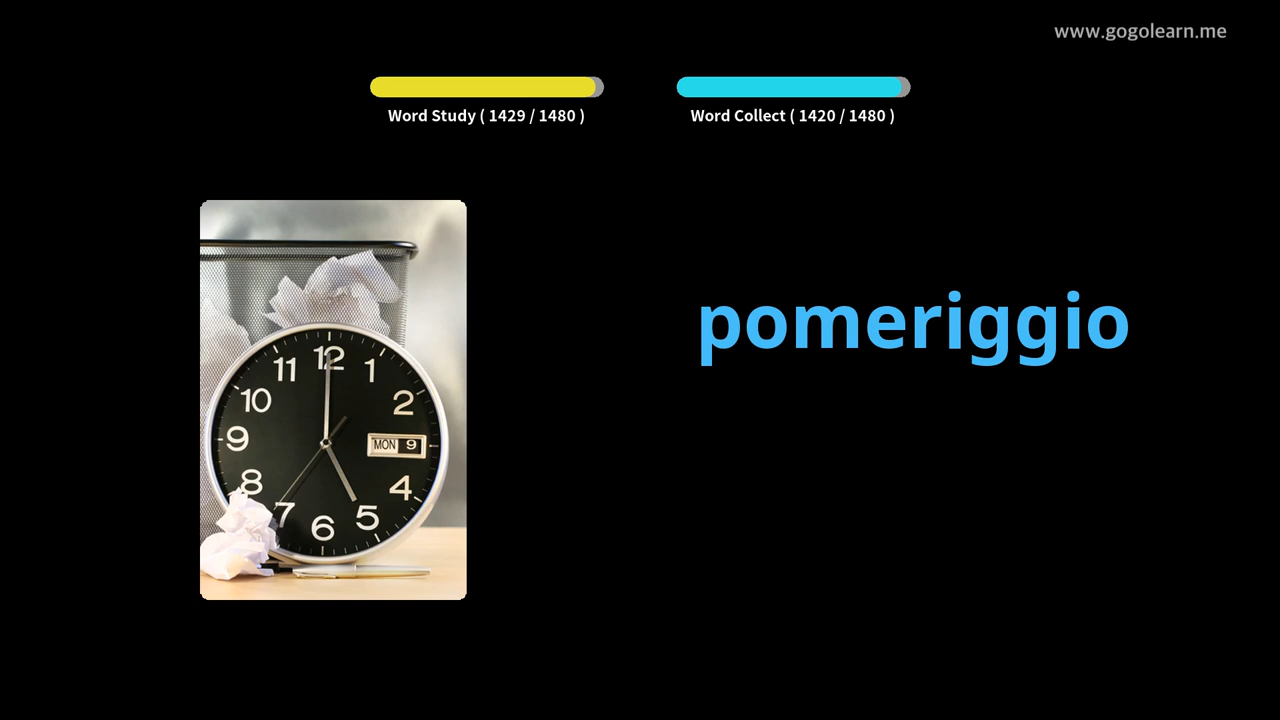 www.gogolearn.me
Word Study ( 1429 / 1480 )
Word Collect ( 1420 / 1480 )
pomeriggio
12
11
1
10
2
9
MON 9
8
4
7
5
6